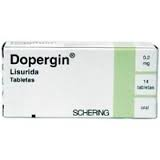 Dopergin®
Lisurida
Tabletas
0,2
mg
14
tabletas
oral
SCHERING